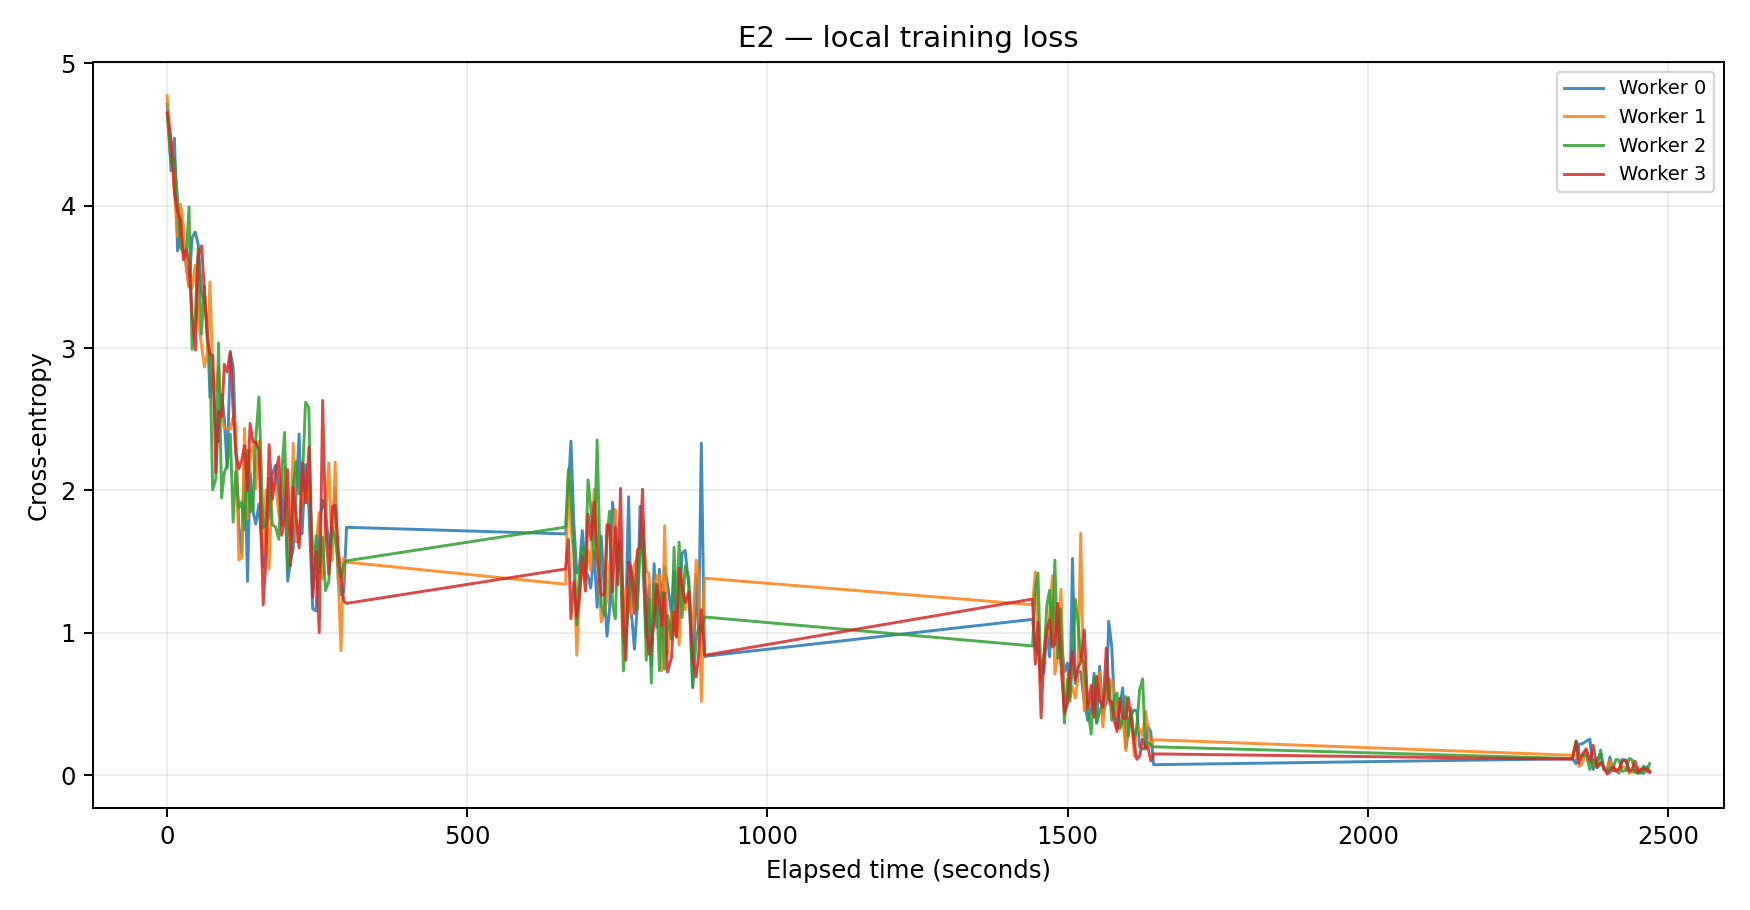 E2 — local training loss
5
4
3
2
1
0
Cross-entropy
Worker 0
Worker 1
Worker 2
Worker 3
0
500
1000
1500
2000
2500
Elapsed time (seconds)